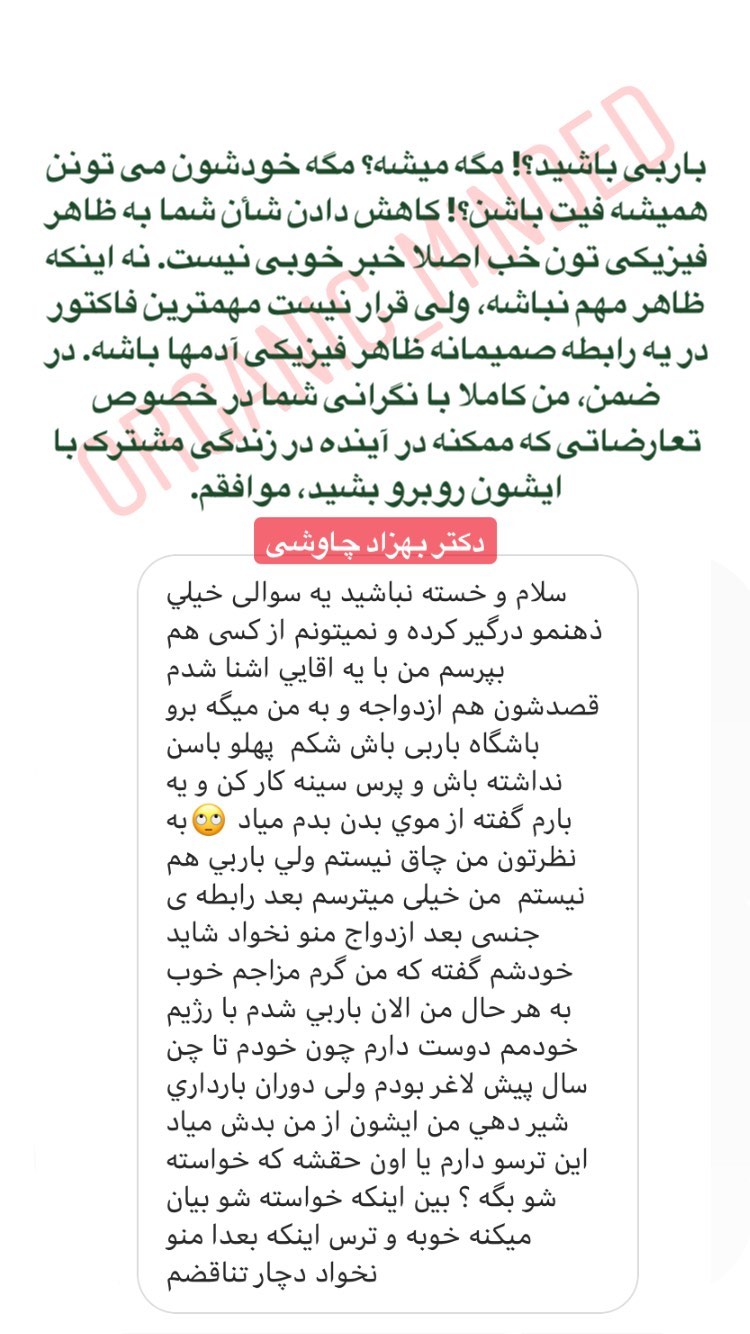 باربی باشید؟! مگه میشه؟ مگه خودشون می تونن
همیشه فیت باشن؟! کاهش دادن شأن شما به ظاهر
فیزیکی تون خب اصلا خبر خوبی نیست. نه اینکه
ظاهر مهم نباشه، ولی قرار نیست مهمترین فاکتور
در یه رابطه صمیمانه ظاهر فیزیکی آدمها باشه. در
ضمن، من کاملا با نگرانی شما در خصوص
تعارضاتی که ممکنه در آینده در زندگی مشترک با
ایشون روبرو بشید، موافقم.
ORGANIC_MINDED
دکتر بهزاد چاوشی
سلام و خسته نباشید یه سوالی خیلي
ذهنمو درگیر کرده و نمیتونم از کسی هم
بپرسم من با یه اقایي اشنا شدم
قصدشون هم ازدواجه و به من میگه برو
باشگاه باربی باش شکم پهلو باسن
نداشته باش و پرس سینه کار کن و یه
بارم گفته از موي بدن بدم میاد 🙄به
نظرتون من چاق نیستم ولي باربي هم
نیستم من خیلی میترسم بعد رابطه ی
جنسی بعد ازدواج منو نخواد شاید
خودشم گفته که من گرم مزاجم خوب
به هر حال من الان باربي شدم با رژیم
خودمم دوست دارم چون خودم تا چن
سال پیش لاغر بودم ولی دوران بارداري
شیر دهي من ایشون از من بدش میاد
این ترسو دارم یا اون حقشه که خواسته
شو بگه ؟ بین اینکه خواسته شو بیان
میکنه خوبه و ترس اینکه بعدا منو
نخواد دچار تناقضم